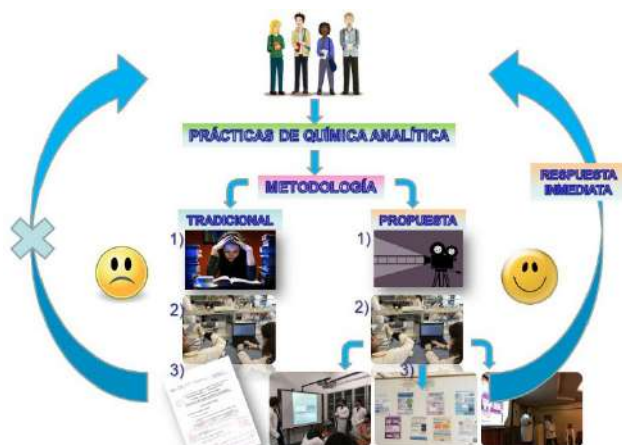 PRÁCTICAS DE QUÍMICA ANALÍTICA
METODOLOGÍA
RESPUESTA
INMEDIATA
TRADICIONAL
PROPUESTA
1)
1)
2)
2)
3)
3)